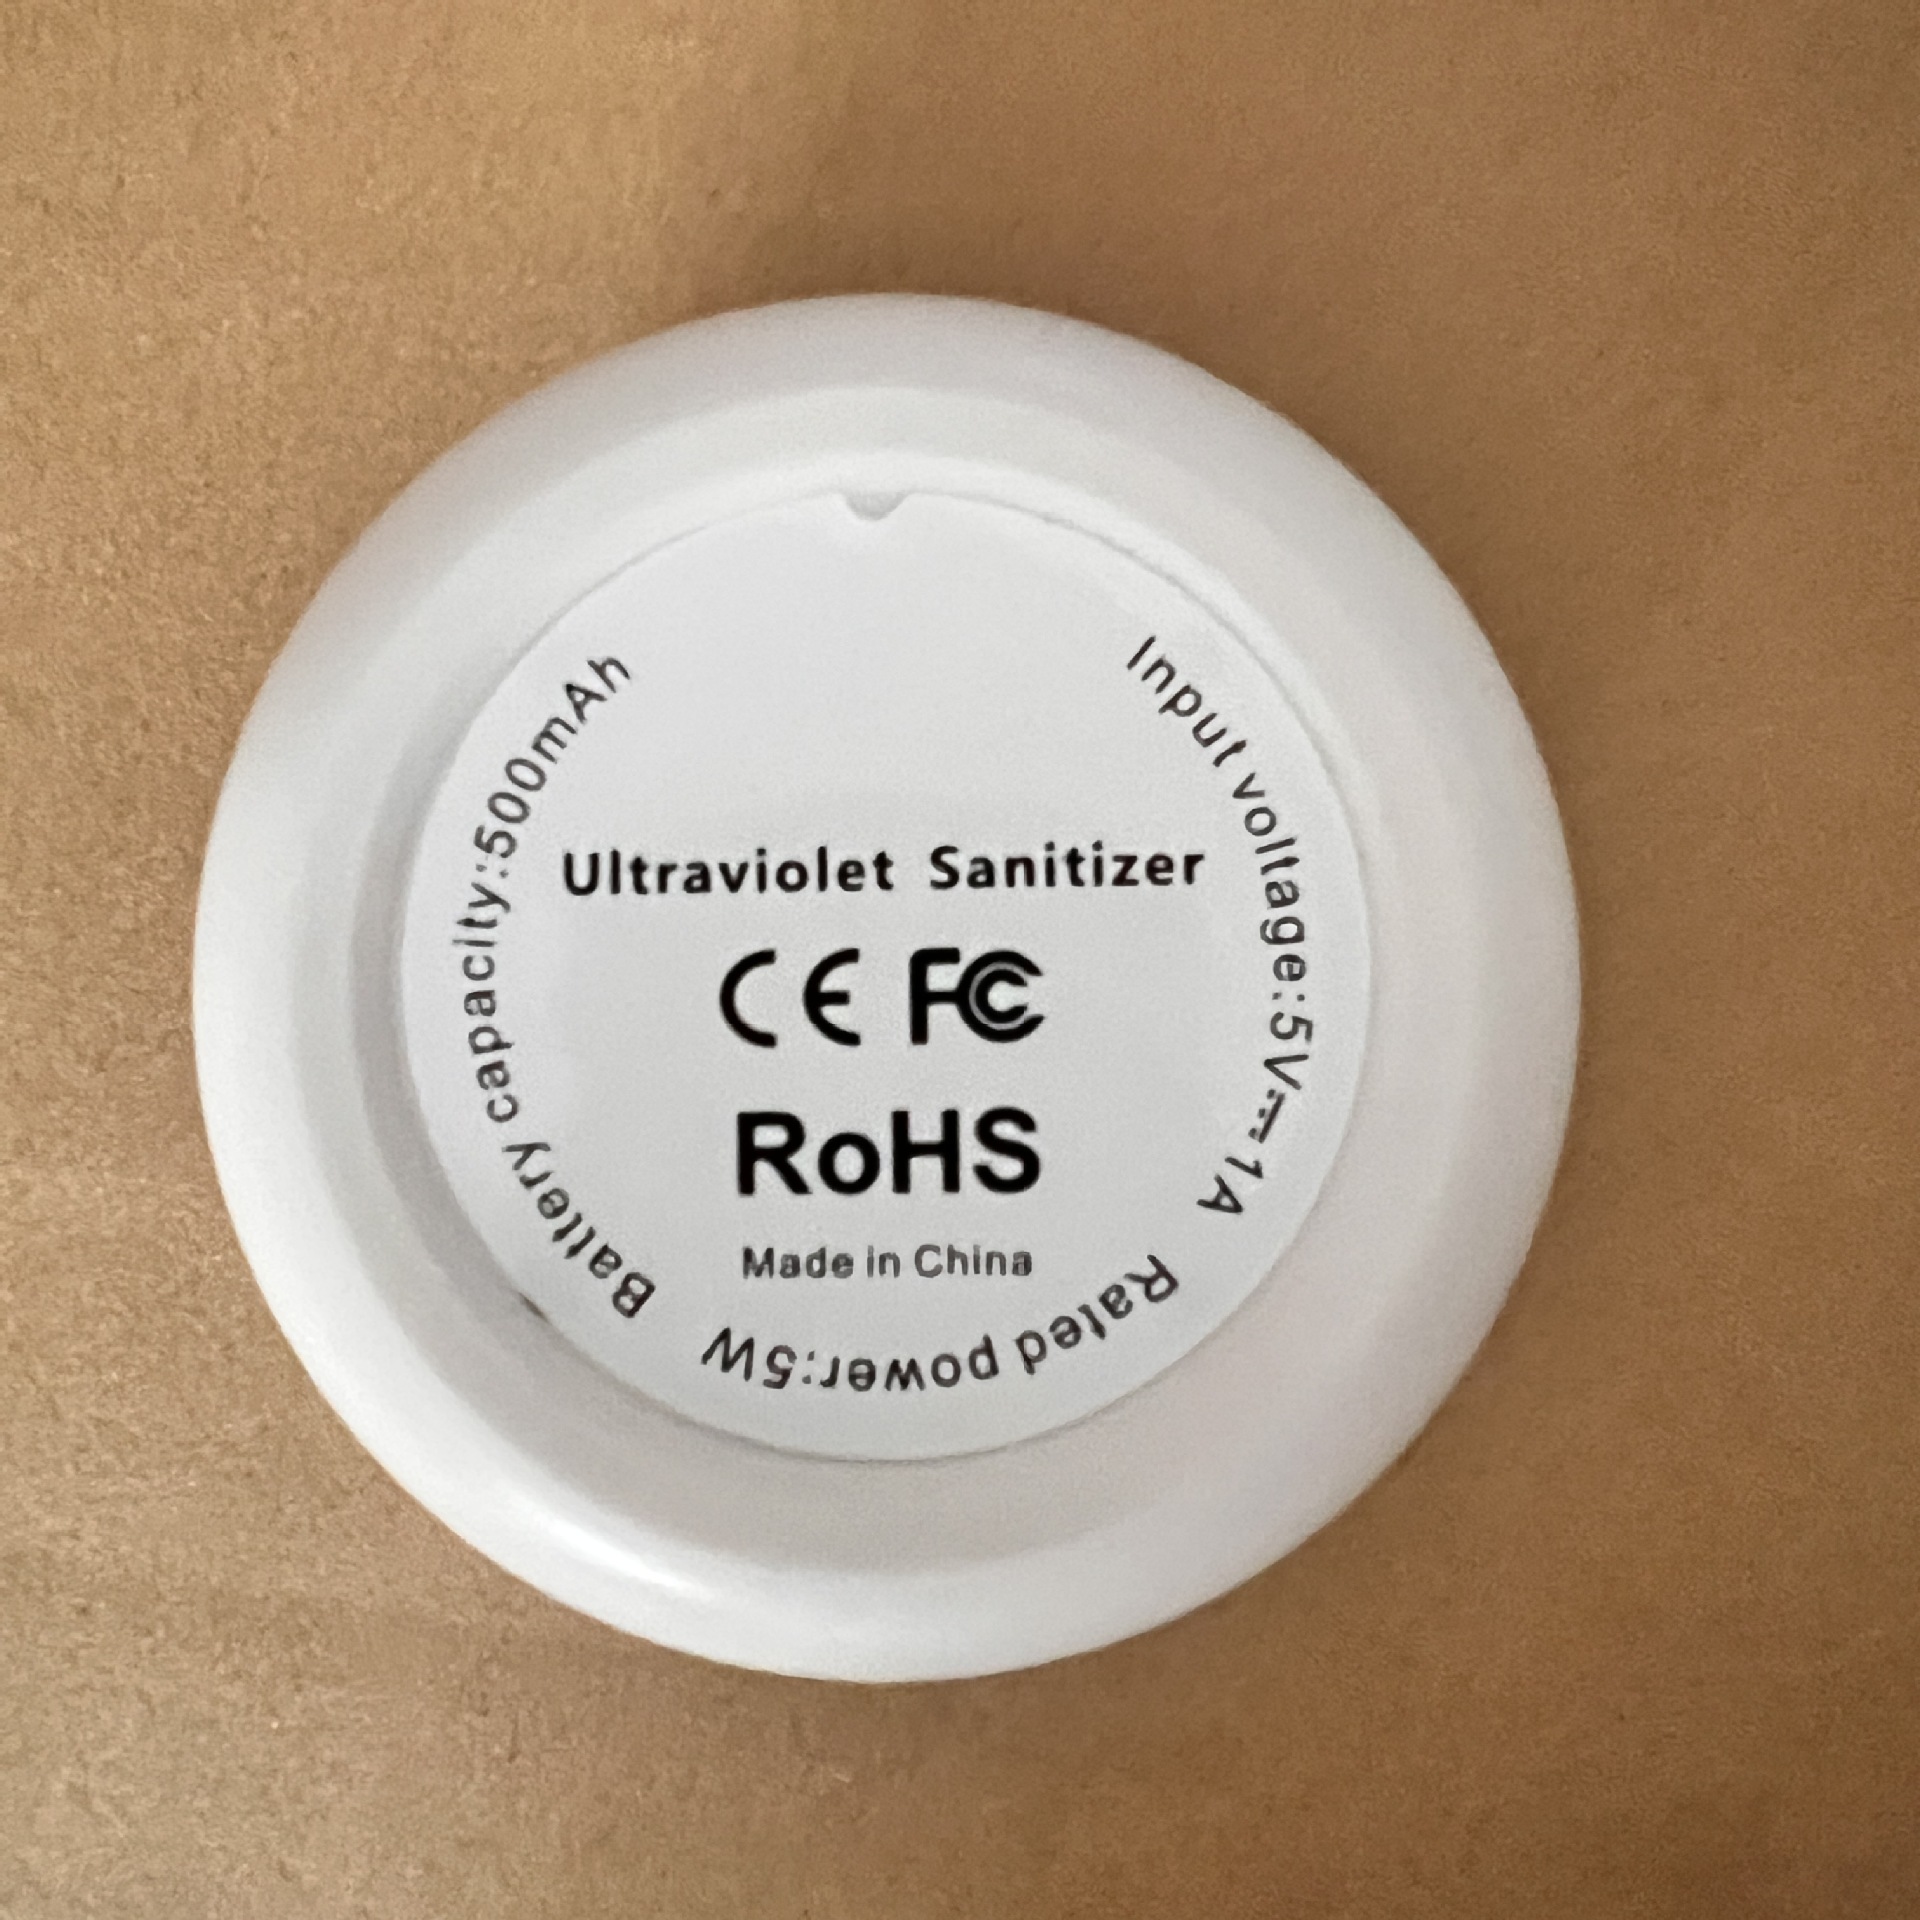 Ultraviolet Sanitizer
CE FC
RoHS
Made in China
Input voltage:5V⎓1A
Rated power:5W
Battery capacity:500mAh